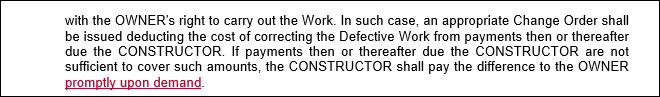 with the OWNER's right to carry out the Work. In such case, an appropriate Change Order shall
be issued deducting the cost of correcting the Defective Work from payments then or thereafter
due the CONSTRUCTOR. If payments then or thereafter due the CONSTRUCTOR are not
sufficient to cover such amounts, the CONSTRUCTOR shall pay the difference to the OWNER
promptly upon demand.